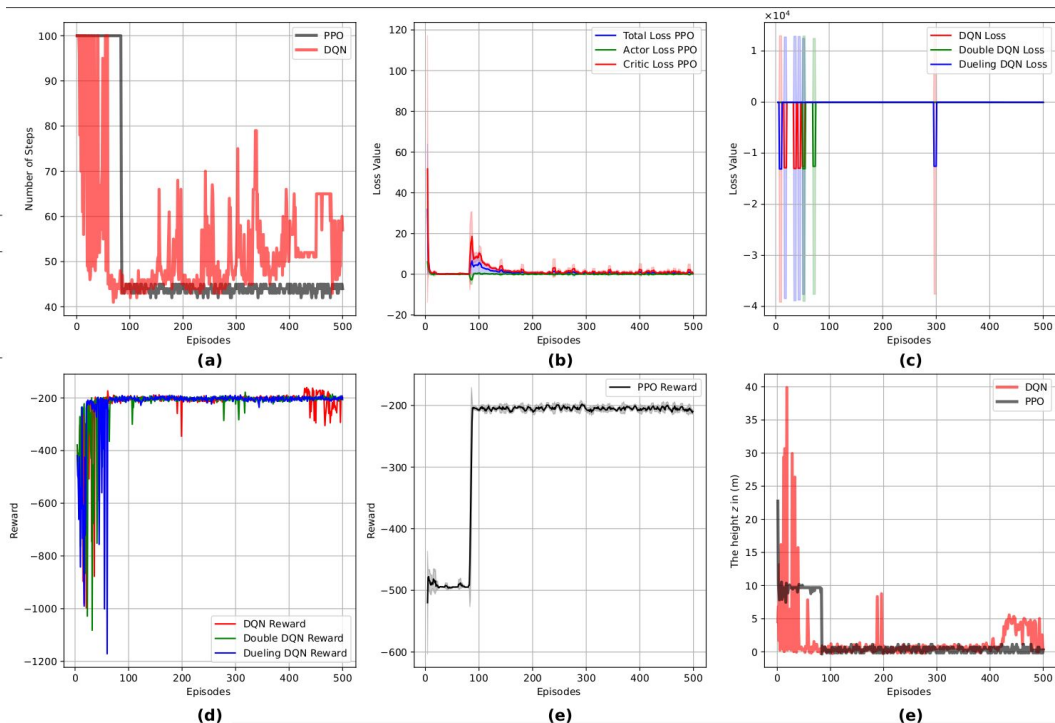 ×10⁴
PPO
DQN
Total Loss PPO
Actor Loss PPO
Critic Loss PPO
DQN Loss
Double DQN Loss
Dueling DQN Loss
Number of Steps
100
90
80
70
60
50
40
0 100 200 300 400 500
Episodes
(a)
Loss Value
120
100
80
60
40
20
0
−20
0 100 200 300 400 500
Episodes
(b)
Loss Value
1
0
−1
−2
−3
−4
0 100 200 300 400 500
Episodes
(c)
Reward
−200
−400
−600
−800
−1000
−1200
DQN Reward
Double DQN Reward
Dueling DQN Reward
0 100 200 300 400 500
Episodes
(d)
PPO Reward
Reward
−200
−300
−400
−500
−600
0 100 200 300 400 500
Episodes
(e)
DQN
PPO
The height z in (m)
40
35
30
25
20
15
10
5
0
0 100 200 300 400 500
Episodes
(e)